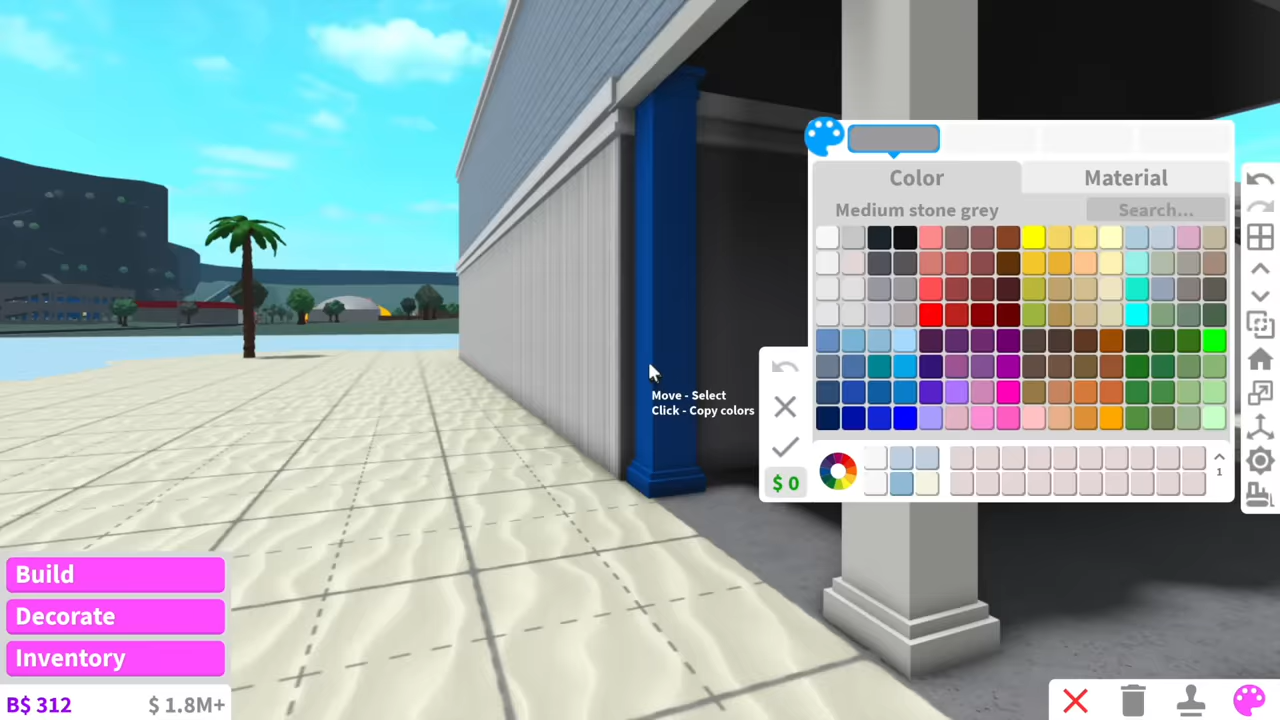 Color
Material
Medium stone grey
Search...
Move - Select
Click - Copy colors
1
$ 0
Build
Decorate
Inventory
B$ 312
$ 1.8M+